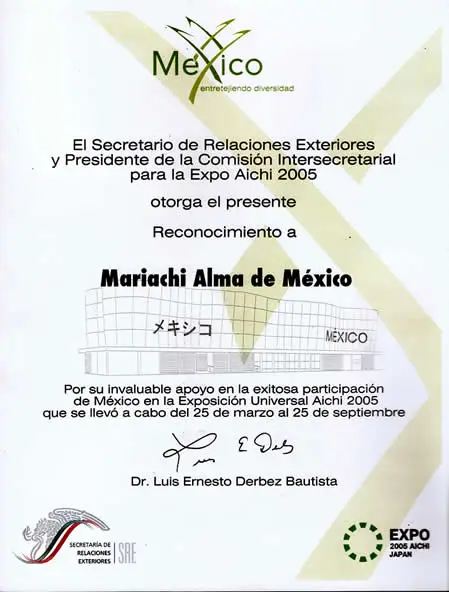 México
entretejiendo diversidad
El Secretario de Relaciones Exteriores
y Presidente de la Comisión Intersecretarial
para la Expo Aichi 2005
otorga el presente
Reconocimiento a
Mariachi Alma de México
メキシコ
MÉXICO
Por su invaluable apoyo en la exitosa participación
de México en la Exposición Universal Aichi 2005
que se llevó a cabo del 25 de marzo al 25 de septiembre
Dr. Luis Ernesto Derbez Bautista
SECRETARÍA DE
RELACIONES
EXTERIORES
SRE
EXPO
2005 AICHI
JAPAN